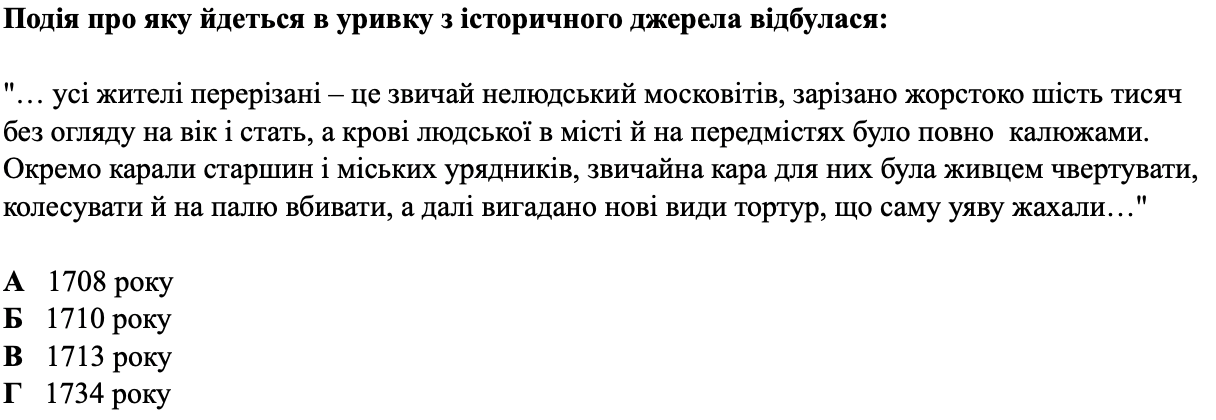 Подія про яку йдеться в уривку з історичного джерела відбулася:
"… усі жителі перерізані – це звичай нелюдський московітів, зарізано жорстоко шість тисяч
без огляду на вік і стать, а крові людської в місті й на передмістях було повно калюжами.
Окремо карали старшин і міських урядників, звичайна кара для них була живцем чвертувати,
колесувати й на палю вбивати, а далі вигадано нові види тортур, що саму уяву жахали…"
А 1708 року
Б 1710 року
В 1713 року
Г 1734 року